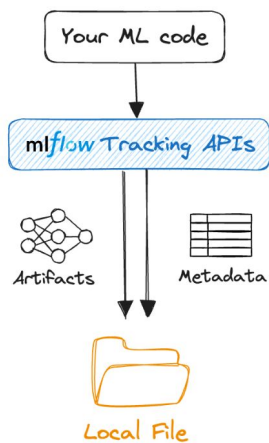 Your ML code
mlflow Tracking APIs
Artifacts
Metadata
Local File